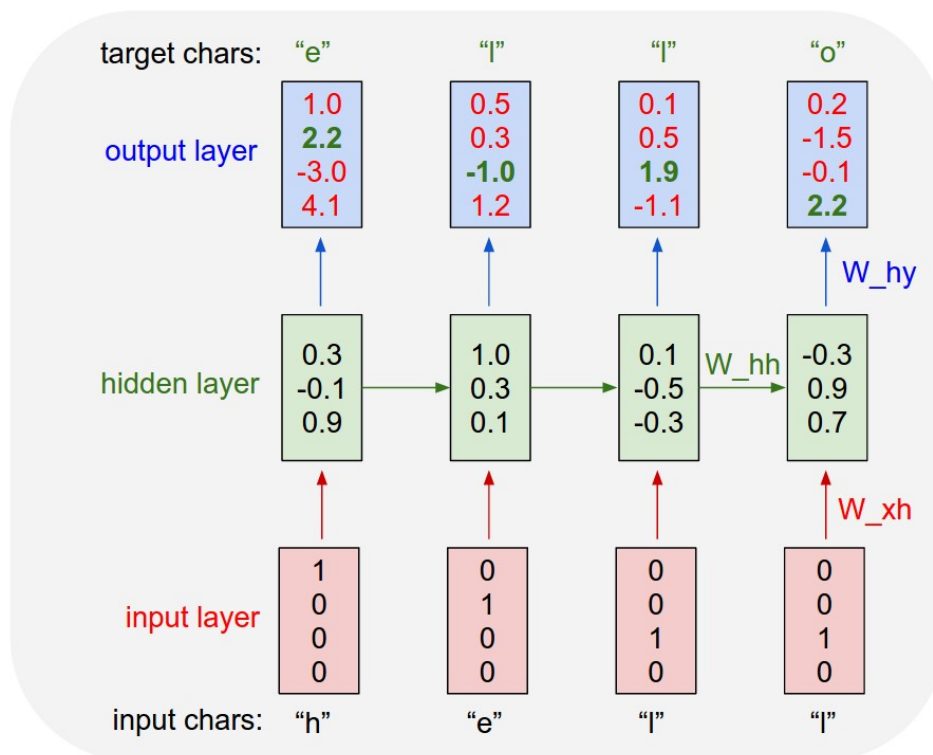 target chars: “e” “l” “l” “o”
1.0 0.5 0.1 0.2
2.2 0.3 0.5 -1.5
output layer
-3.0 -1.0 1.9 -0.1
4.1 1.2 -1.1 2.2
W_hy
0.3 1.0 0.1 -0.3
W_hh
hidden layer -0.1 0.3 -0.5 0.9
0.9 0.1 -0.3 0.7
W_xh
1 0 0 0
0 1 0 0
input layer
0 0 1 1
0 0 0 0
input chars: “h” “e” “l” “l”